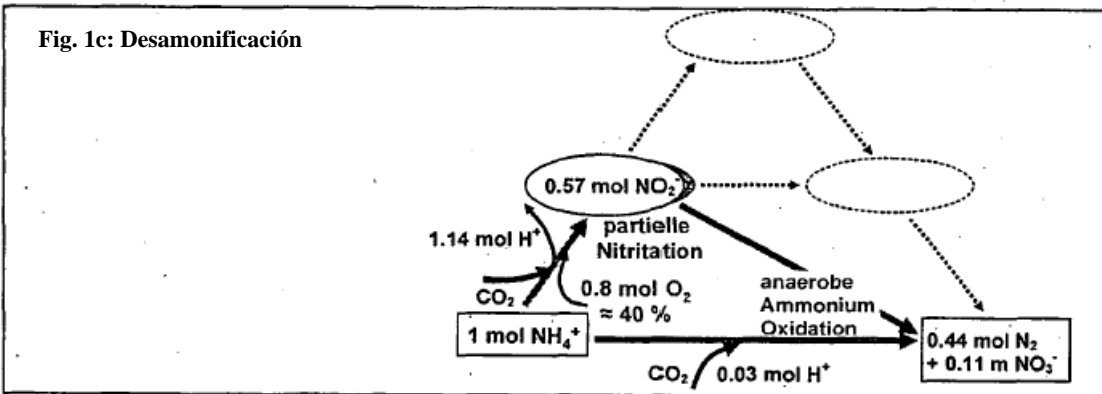 Fig. 1c: Desamonificación
0.57 mol NO₂⁻
partielle
Nitritation
1.14 mol H⁺
CO₂
0.8 mol O₂
≈ 40 %
anaerobe
Ammonium
Oxidation
1 mol NH₄⁺
0.44 mol N₂
+ 0.11 m NO₃⁻
CO₂
0.03 mol H⁺